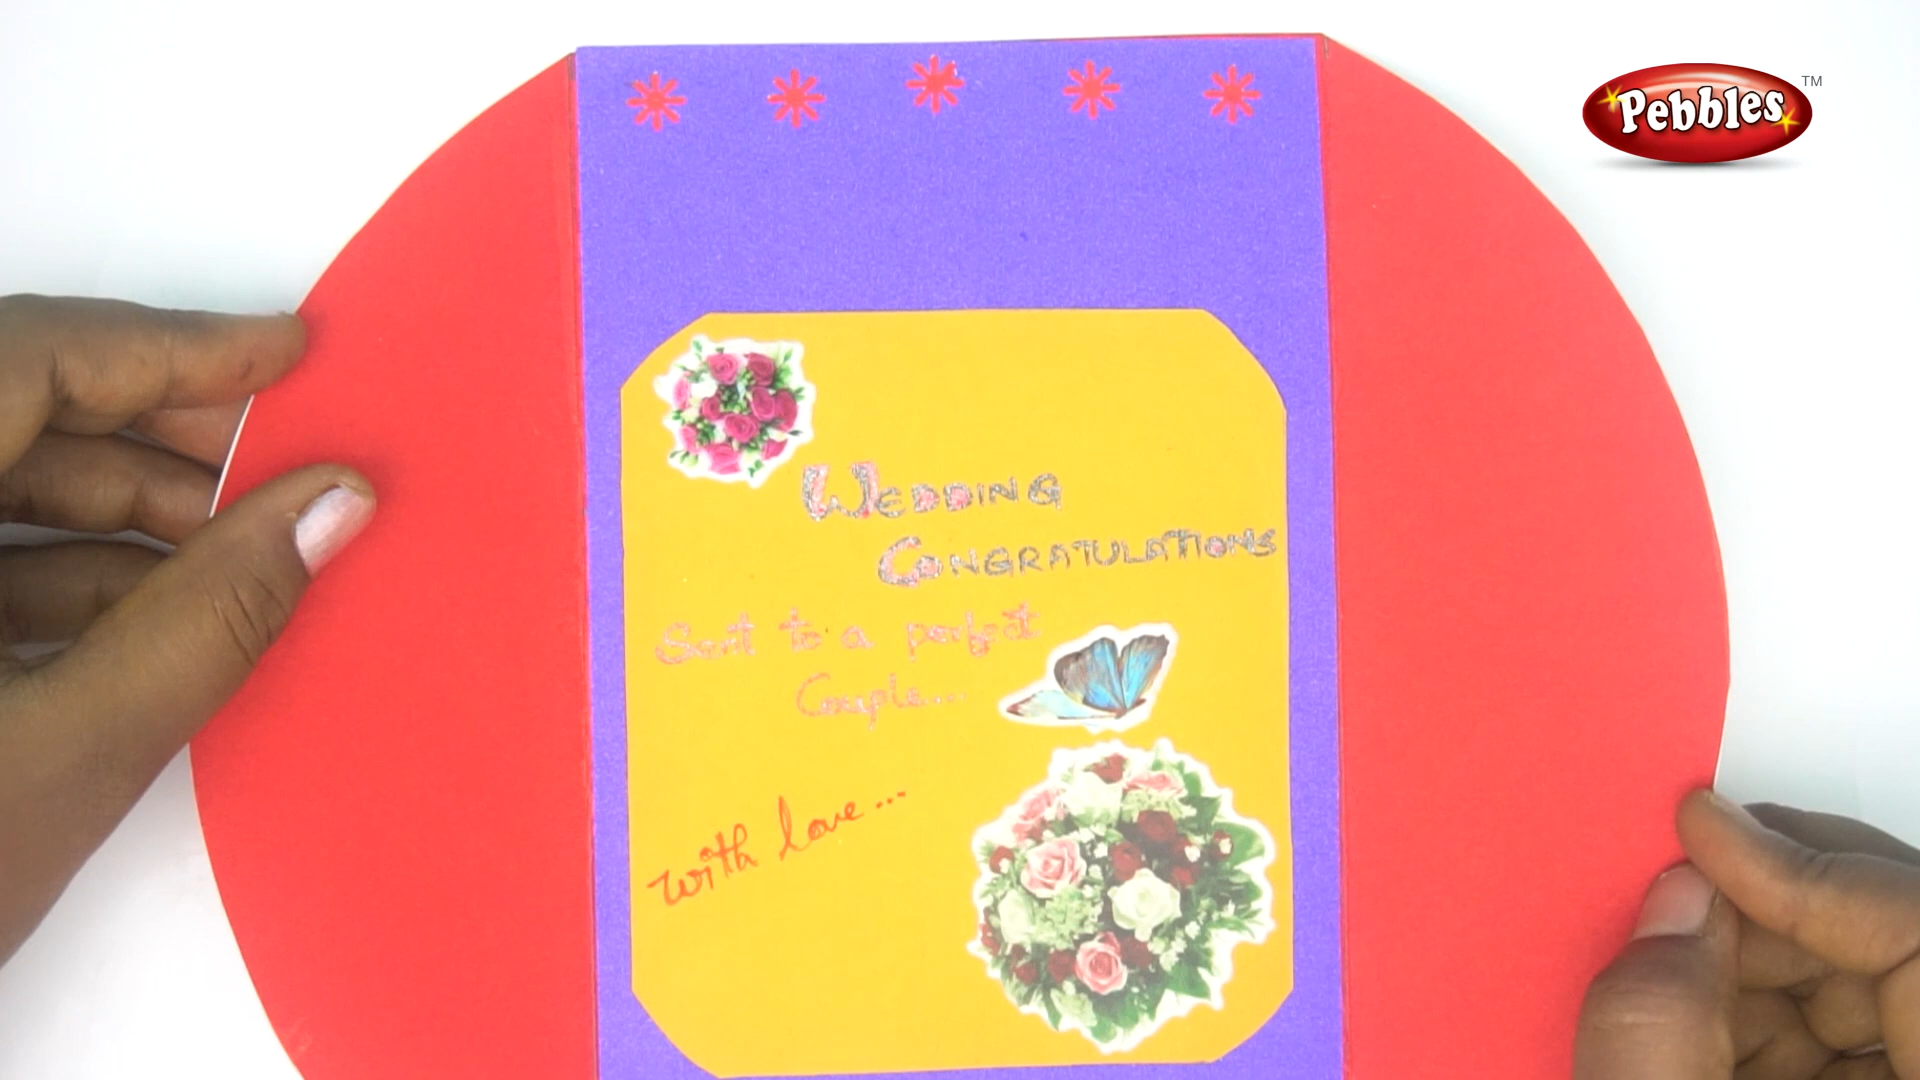 Pebbles TM
WEDDING
CONGRATULATIONS
Sent to a perfect
Couple...
with love...